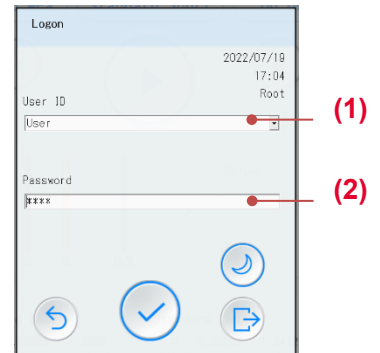 Logon
2022/07/19
17:04
Root
User ID
User
(1)
Password
****
(2)